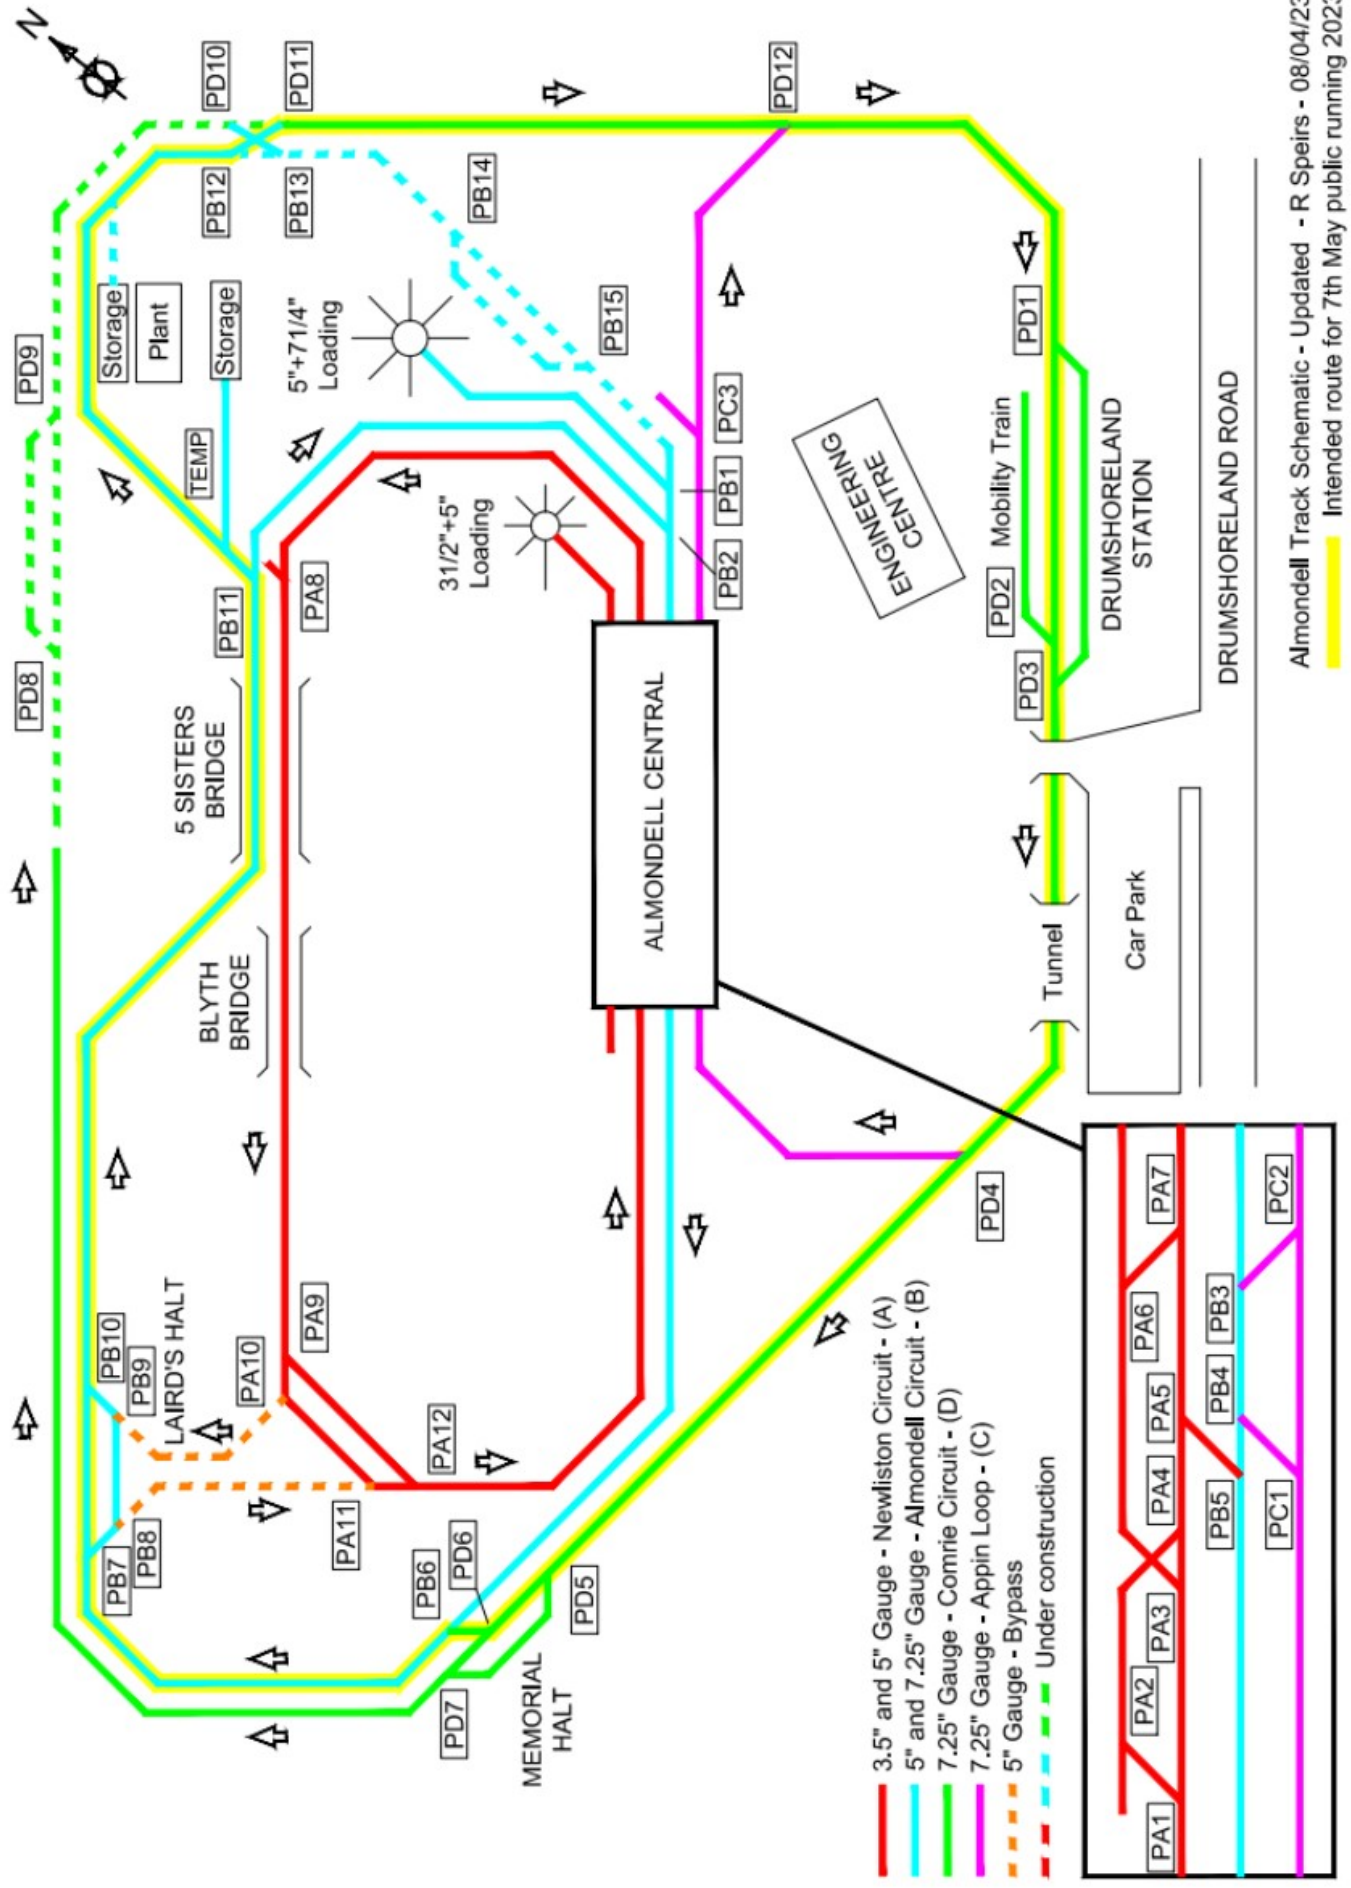 N
PD10
PD11
PD12
PB12
PB13
PB14
PD9
Storage
Plant
Storage
5"+71/4"
Loading
PB15
PD1
TEMP
PC3
PB1
PB2
31/2"+5"
Loading
ENGINEERING
CENTRE
Mobility Train
PD2
PD3
DRUMSHORELAND
STATION
DRUMSHORELAND ROAD
PD8
PB11
PA8
5 SISTERS
BRIDGE
BLYTH
BRIDGE
ALMONDELL CENTRAL
Tunnel
Car Park
PD4
PB10
PB9
LAIRD'S HALT
PA10
PA9
PA12
PA11
PB7
PB8
PB6
PD6
PD5
PD7
MEMORIAL
HALT
3.5" and 5" Gauge - Newliston Circuit - (A)
5" and 7.25" Gauge - Almondell Circuit - (B)
7.25" Gauge - Comrie Circuit - (D)
7.25" Gauge - Appin Loop - (C)
5" Gauge - Bypass
Under construction
PA1
PA2
PA3
PA4
PA5
PA6
PA7
PB5
PB4
PB3
PC1
PC2
Almondell Track Schematic - Updated - R Speirs - 08/04/23
Intended route for 7th May public running 2023